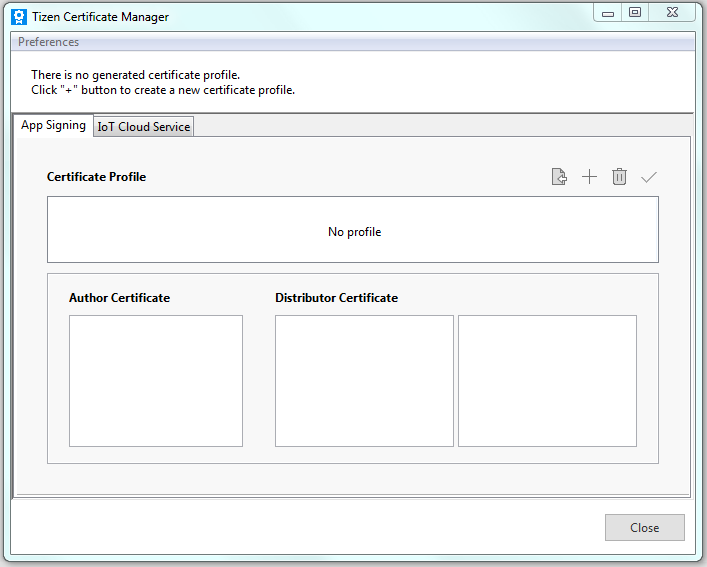 Tizen Certificate Manager
Preferences
There is no generated certificate profile.
Click "+" button to create a new certificate profile.
App Signing
IoT Cloud Service
Certificate Profile
No profile
Author Certificate
Distributor Certificate
Close